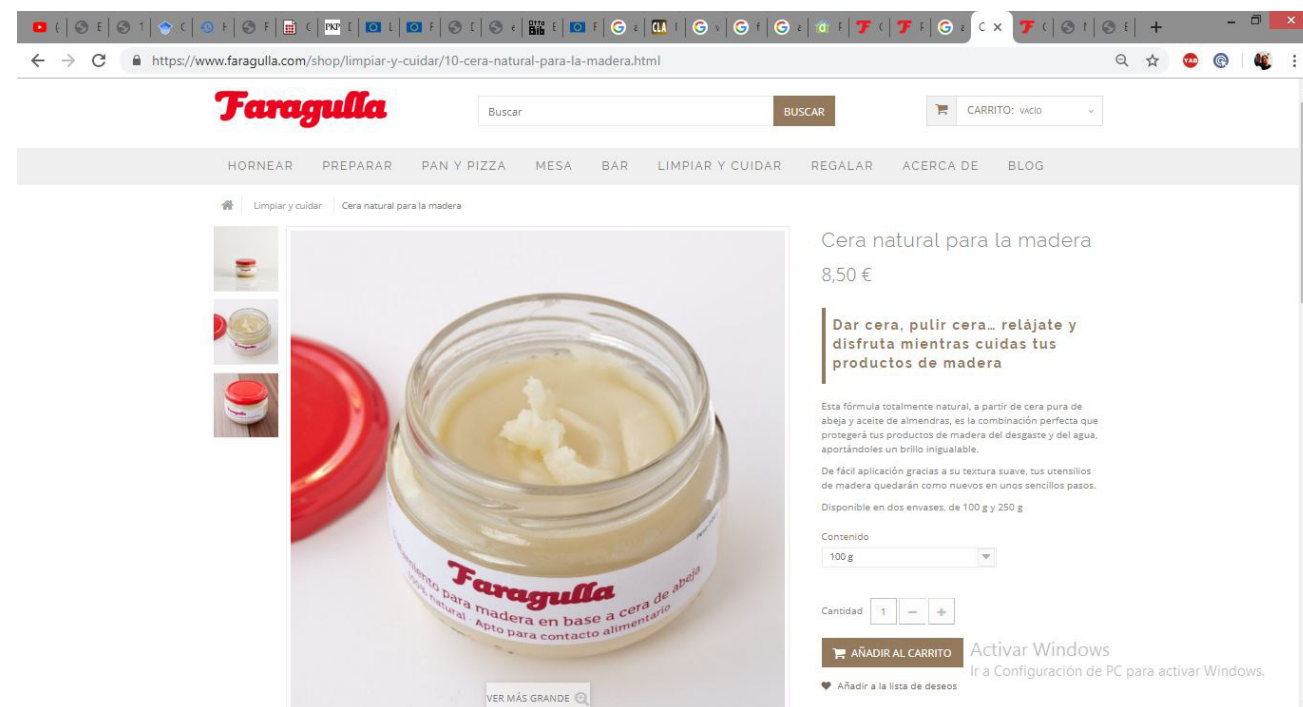 https://www.faragulla.com/shop/limpiar-y-cuidar/10-cera-natural-para-la-madera.html
Faragulla
Buscar
BUSCAR
CARRITO: VACÍO
HORNEAR PREPARAR PAN Y PIZZA MESA BAR LIMPIAR Y CUIDAR REGALAR ACERCA DE BLOG
Limpiar y cuidar Cera natural para la madera
Cera natural para la madera
8,50 €
Dar cera, pulir cera… relájate y
disfruta mientras cuidas tus
productos de madera
Esta fórmula totalmente natural, a partir de cera pura de
abeja y aceite de almendras, es la combinación perfecta que
protegerá tus productos de madera del desgaste y del agua,
aportándoles un brillo inigualable.
De fácil aplicación gracias a su textura suave, tus utensilios
de madera quedarán como nuevos en unos sencillos pasos.
Disponible en dos envases, de 100 g y 250 g
Contenido
100 g
Cantidad 1 − +
AÑADIR AL CARRITO
Añadir a la lista de deseos
Activar Windows
Ir a Configuración de PC para activar Windows.
Faragulla
Tratamiento para madera en base a cera de abeja
100% natural · Apto para contacto alimentario
VER MÁS GRANDE